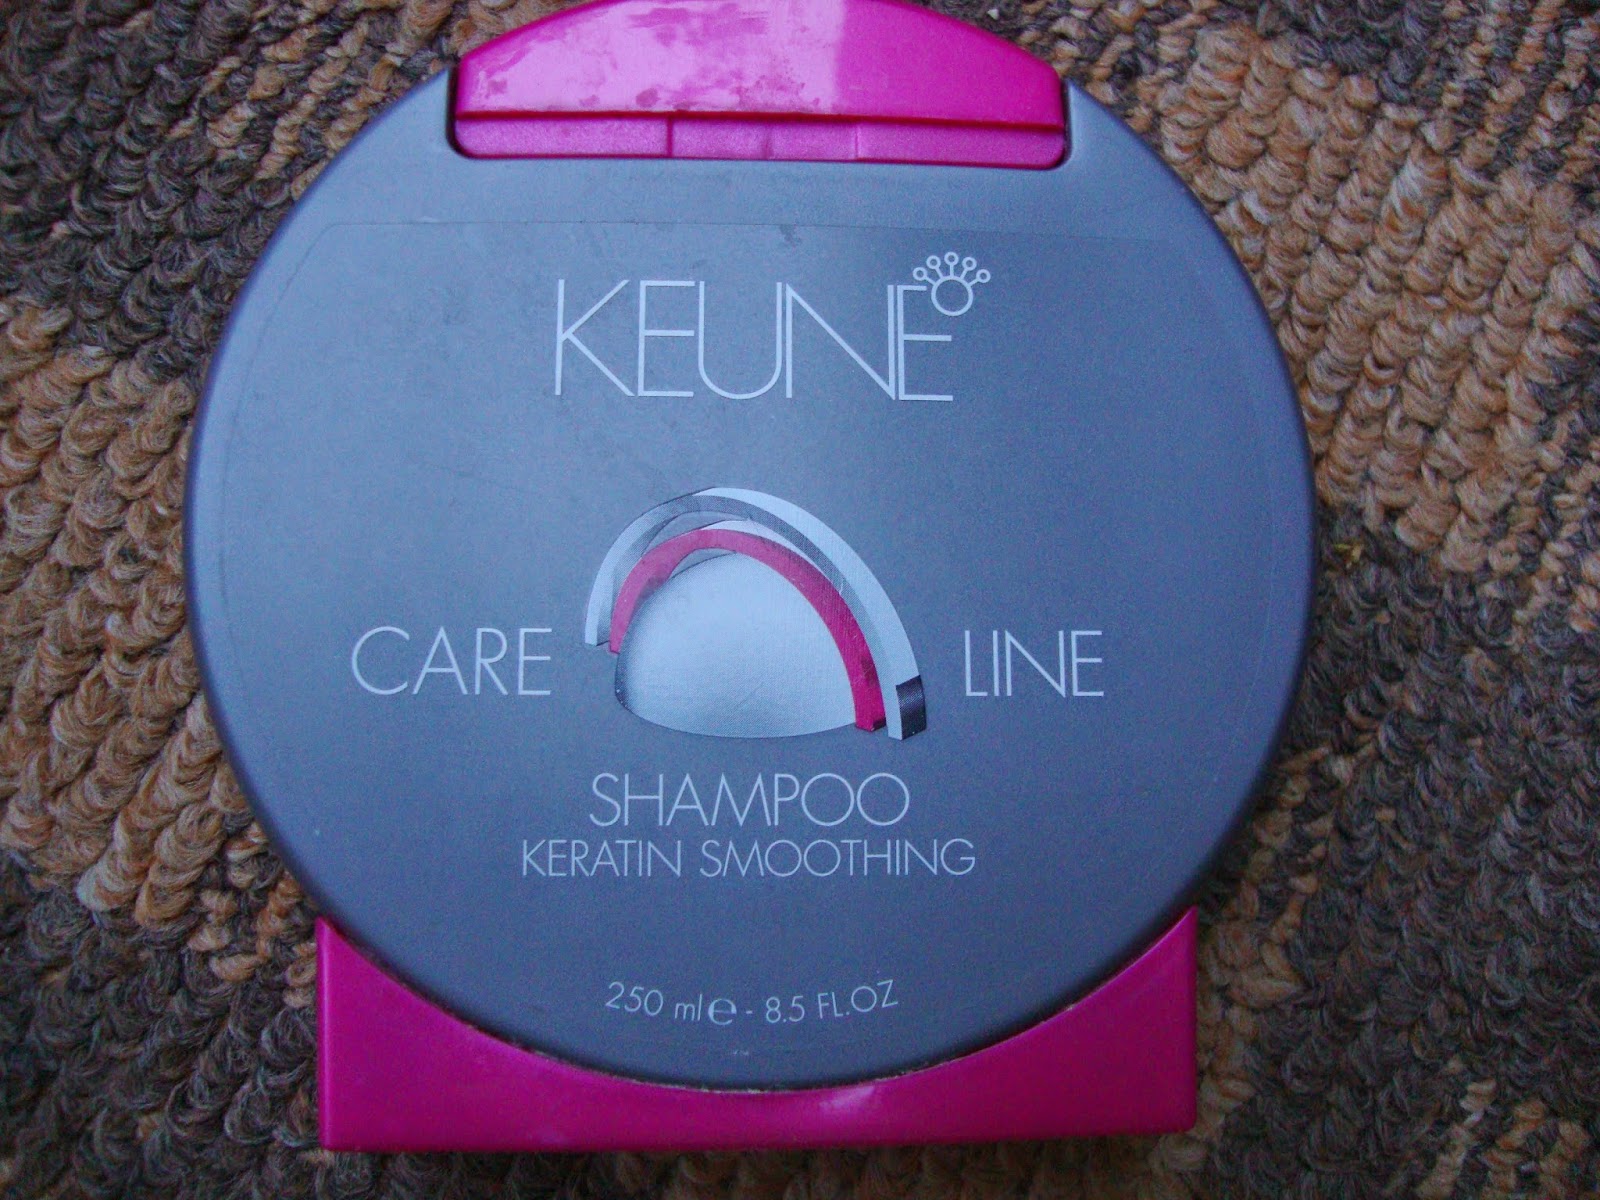 KEUNE
CARE LINE
SHAMPOO
KERATIN SMOOTHING
250 ml ℮ - 8.5 FL.OZ